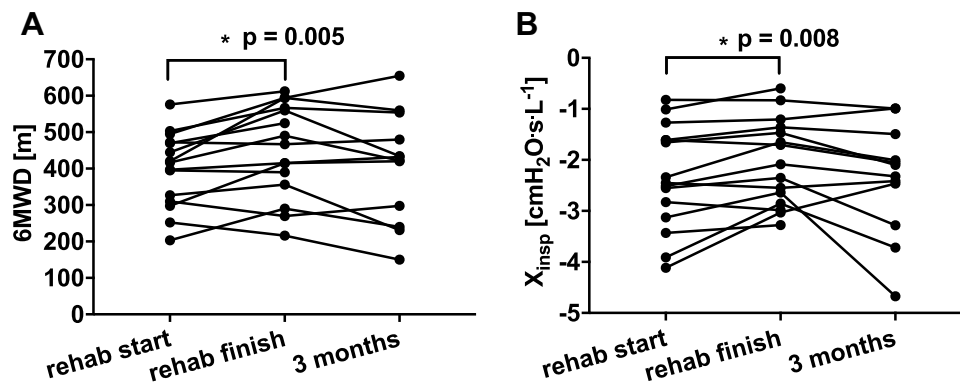 A
* p = 0.005
6MWD [m]
700
600
500
400
300
200
100
0
rehab start
rehab finish
3 months
B
* p = 0.008
X_insp [cmH₂O·s·L⁻¹]
0
-1
-2
-3
-4
-5
rehab start
rehab finish
3 months